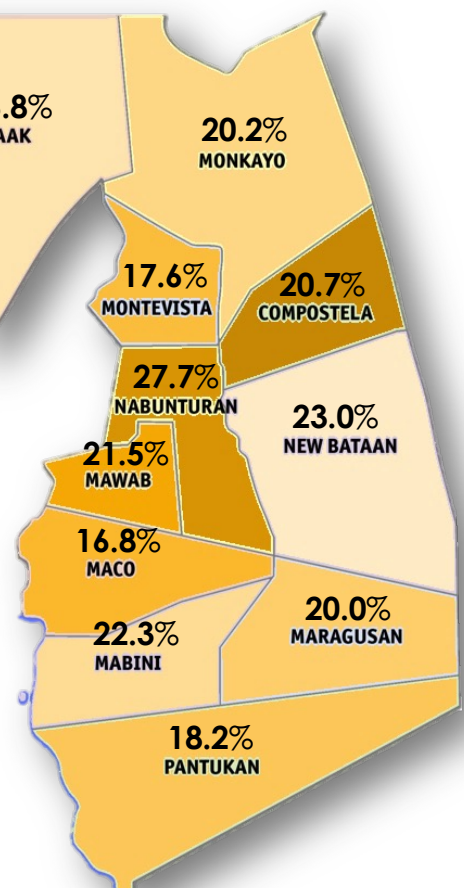 .8%
AAK
20.2%
MONKAYO
17.6%
MONTEVISTA
20.7%
COMPOSTELA
27.7%
NABUNTURAN
23.0%
NEW BATAAN
21.5%
MAWAB
16.8%
MACO
20.0%
MARAGUSAN
22.3%
MABINI
18.2%
PANTUKAN